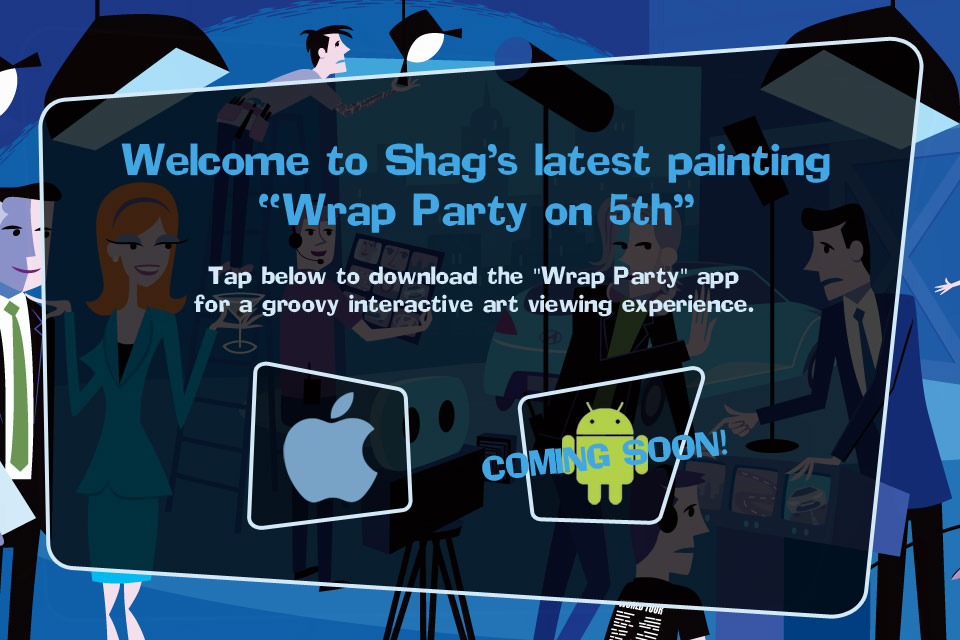 Welcome to Shag’s latest painting
“Wrap Party on 5th”
Tap below to download the "Wrap Party" app
for a groovy interactive art viewing experience.
COMING SOON!
WORLD TOUR